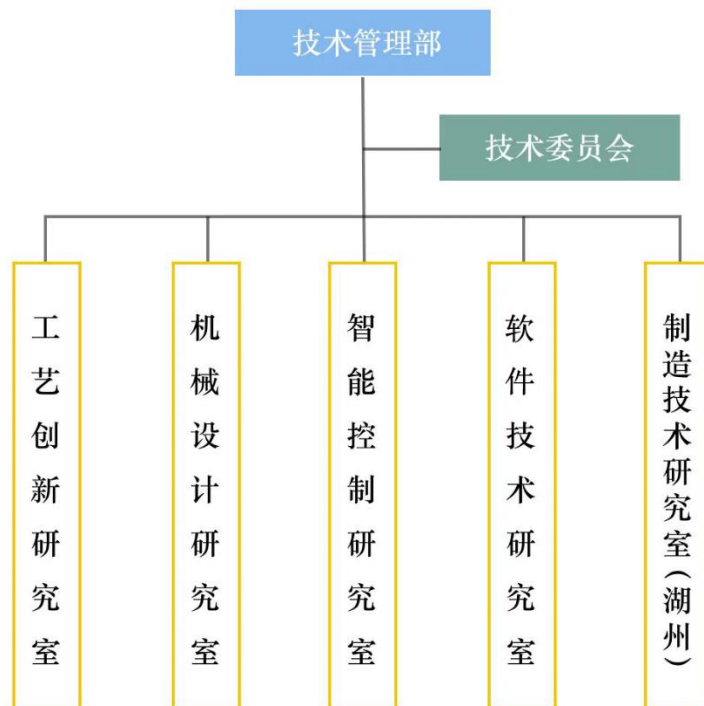 技术管理部
技术委员会
工艺创新研究室
机械设计研究室
智能控制研究室
软件技术研究室
制造技术研究室(湖州)